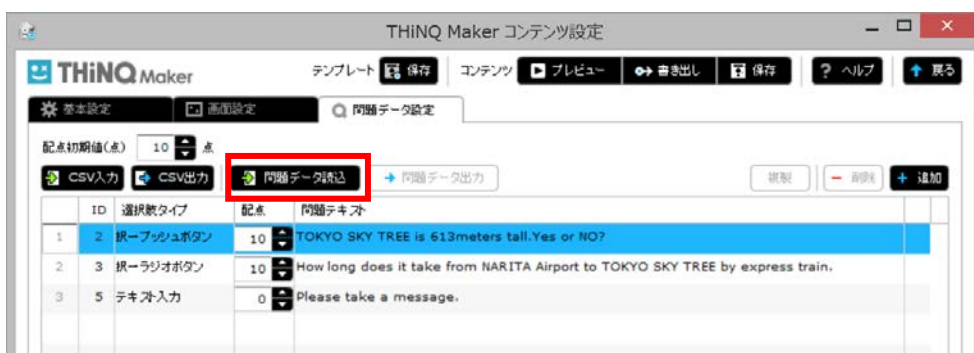 THiNQ Maker コンテンツ設定
THiNQ Maker テンプレート 保存 コンテンツ プレビュー 書き出し 保存 ? ヘルプ 戻る
基本設定 画面設定 問題データ設定
配点初期値(点) 10 点
CSV入力 CSV出力 問題データ読込 問題データ出力 複製 削除 追加
ID 選択肢タイプ 配点 問題テキスト
1 2 択一プッシュボタン 10 TOKYO SKY TREE is 613meters tall.Yes or NO?
2 3 択一ラジオボタン 10 How long does it take from NARITA Airport to TOKYO SKY TREE by express train.
3 5 テキスト入力 0 Please take a message.